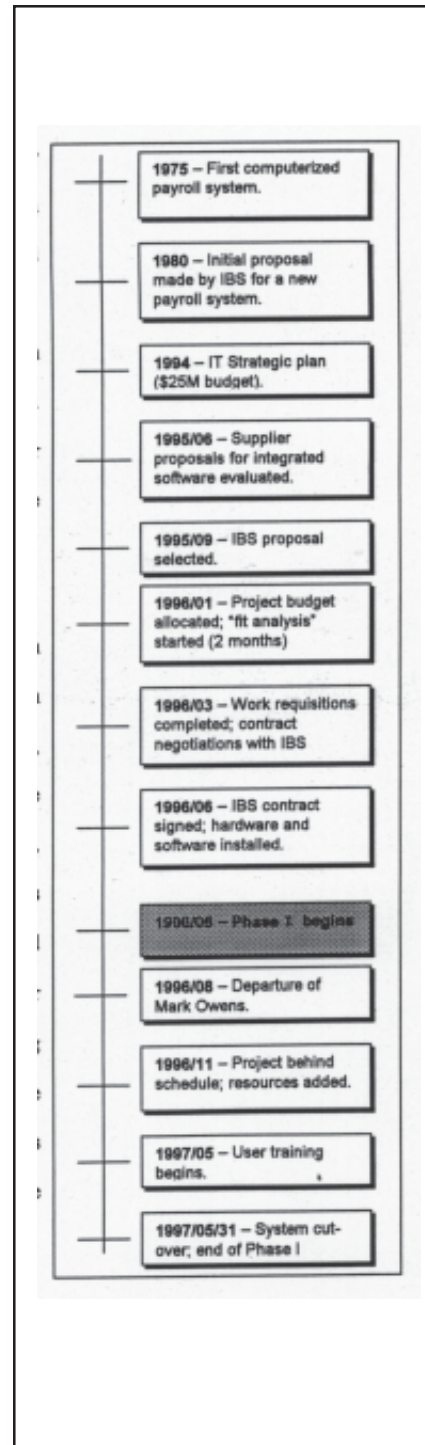 1975 – First computerized
payroll system.
1980 – Initial proposal
made by IBS for a new
payroll system.
1994 – IT Strategic plan
($25M budget).
1995/06 – Supplier
proposals for integrated
software evaluated.
1995/09 – IBS proposal
selected.
1996/01 – Project budget
allocated; "fit analysis"
started (2 months)
1996/03 – Work requisitions
completed; contract
negotiations with IBS
1996/06 – IBS contract
signed; hardware and
software installed.
1996/06 – Phase I begins
1996/08 – Departure of
Mark Owens.
1996/11 – Project behind
schedule; resources added.
1997/05 – User training
begins.
1997/05/31 – System cut-
over; end of Phase I